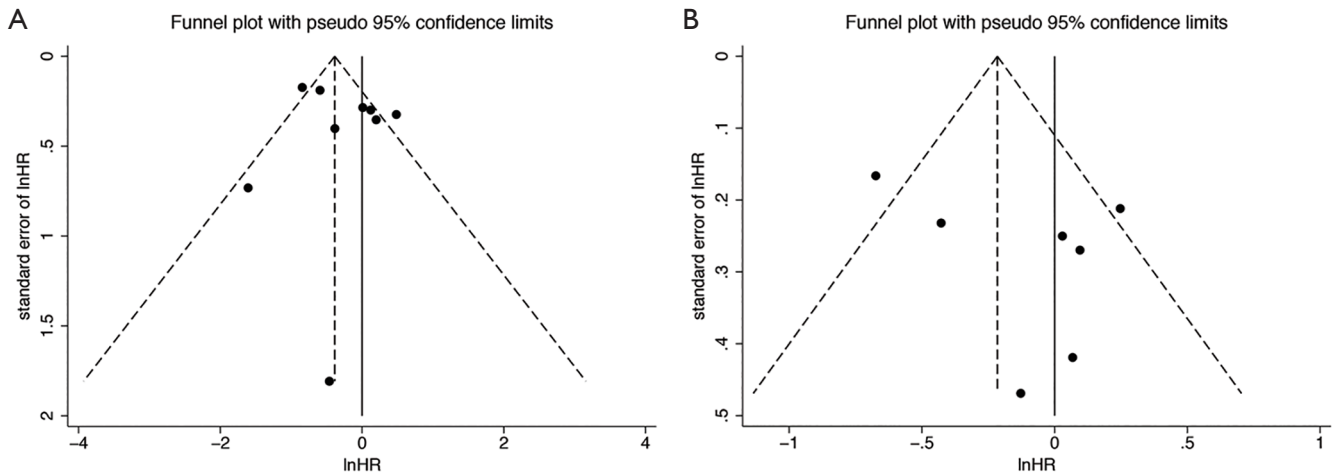 A
Funnel plot with pseudo 95% confidence limits
0
.5
1
1.5
2
standard error of lnHR
−4
−2
0
2
4
lnHR
B
Funnel plot with pseudo 95% confidence limits
0
.1
.2
.3
.4
.5
standard error of lnHR
−1
−.5
0
.5
1
lnHR